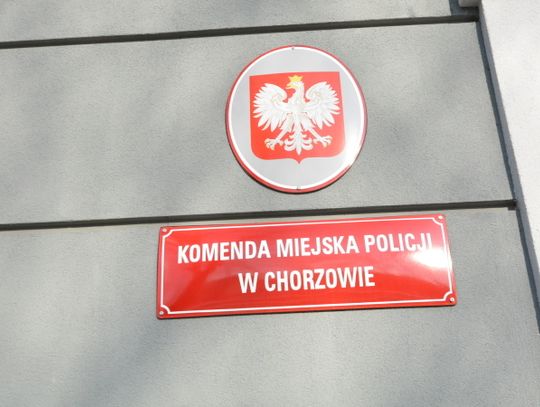 KOMENDA MIEJSKA POLICJI
W CHORZOWIE